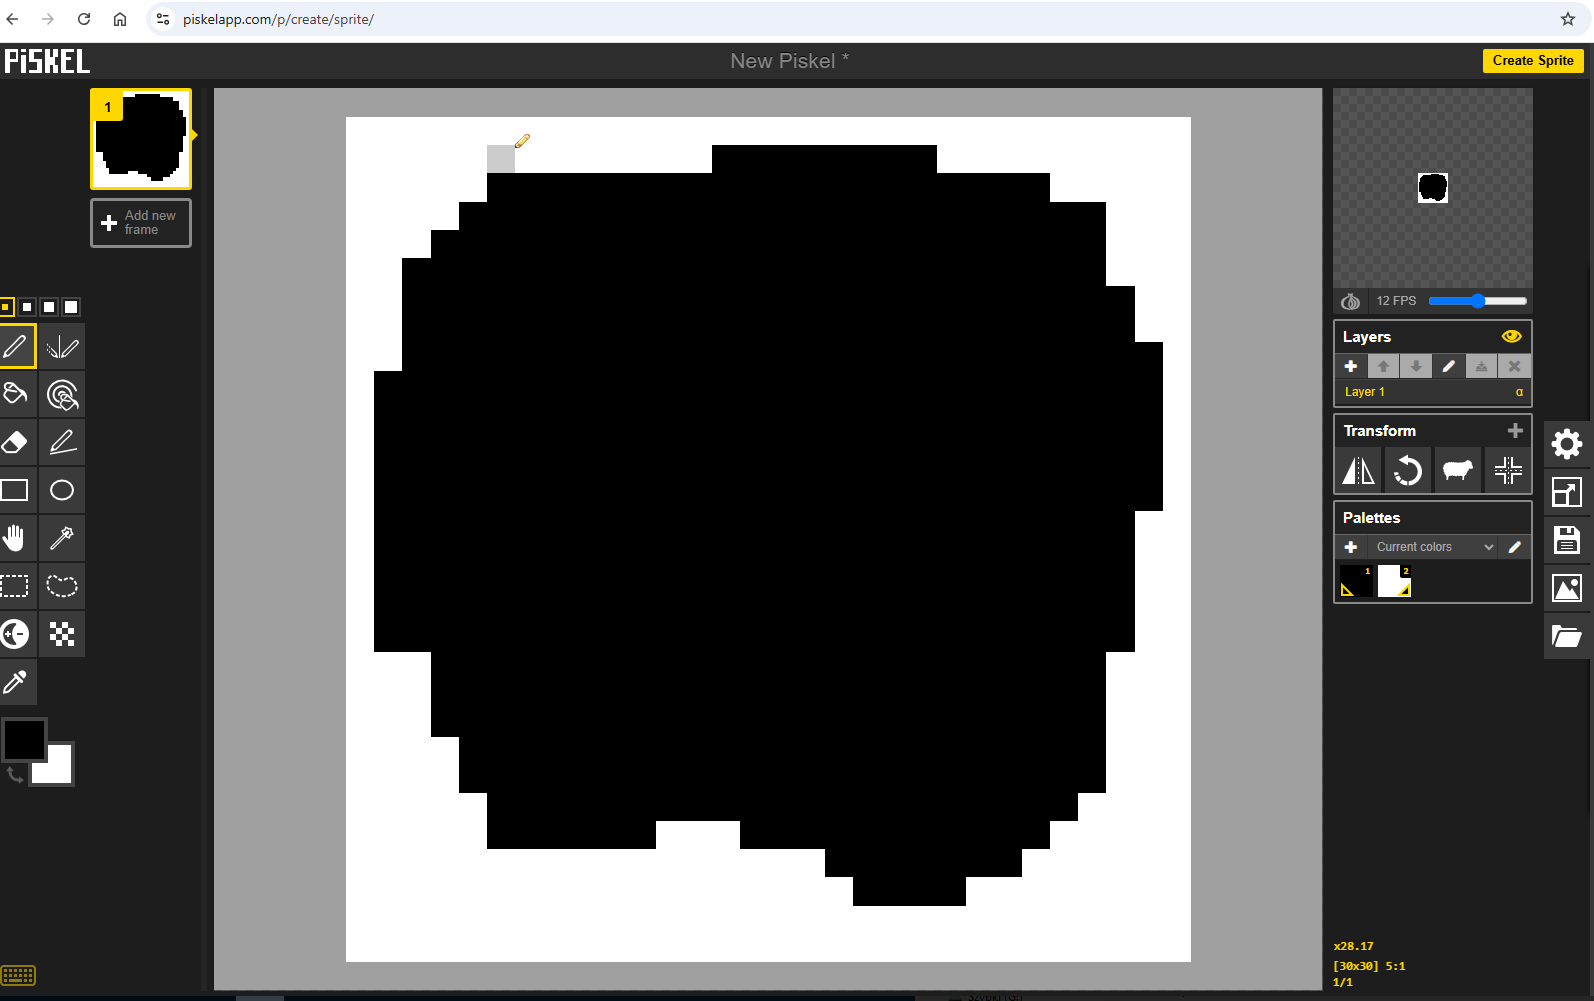 piskelapp.com/p/create/sprite/
PiSKEL
New Piskel *
Create Sprite
1
Add new
frame
12 FPS
Layers
Layer 1
α
Transform
Palettes
Current colors
1
2
x28.17
[30x30] 5:1
1/1